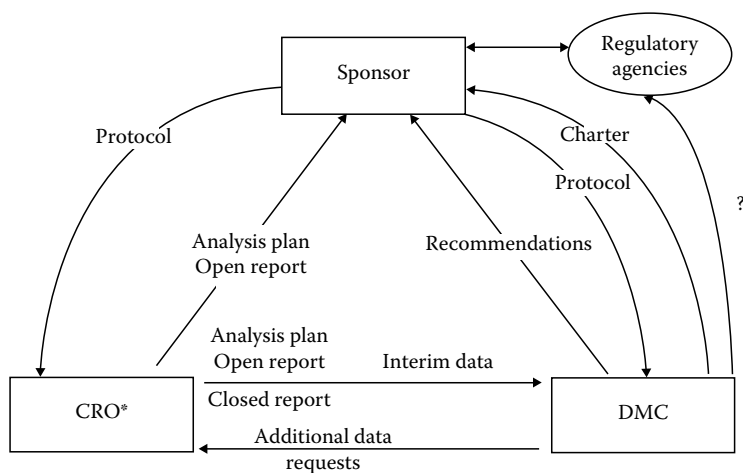 Regulatory
agencies
Sponsor
Protocol
Charter
Protocol
?
Analysis plan
Open report
Recommendations
Analysis plan
Open report
Interim data
Closed report
CRO*
DMC
Additional data
requests